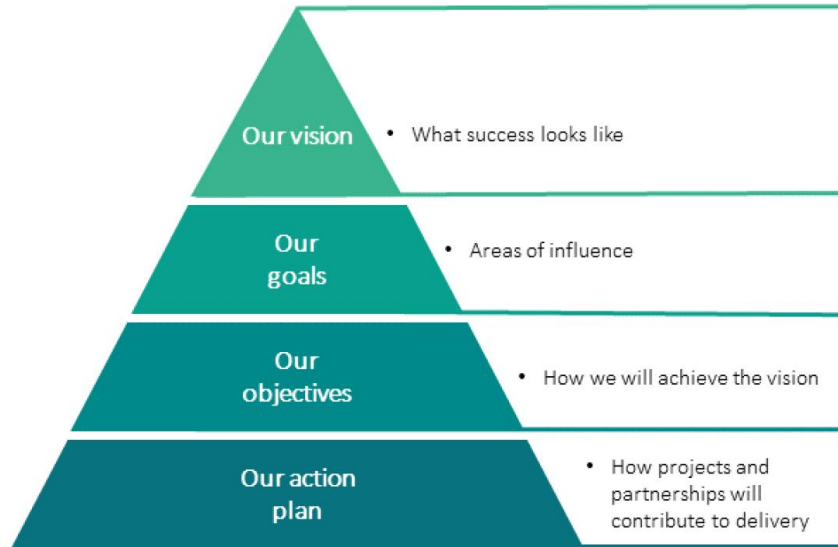 Our vision
• What success looks like
Our
goals
• Areas of influence
Our
objectives
• How we will achieve the vision
Our action
plan
• How projects and
partnerships will
contribute to delivery